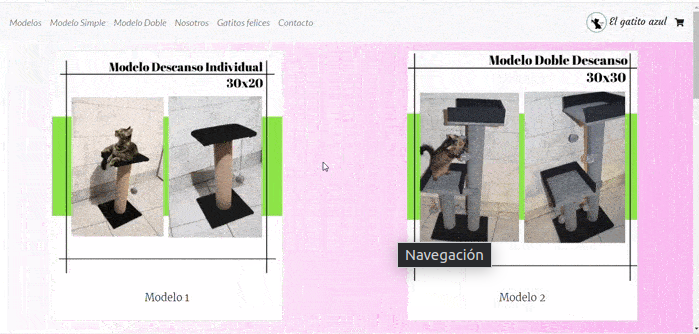 Modelos Modelo Simple Modelo Doble Nosotros Gatitos felices Contacto El gatito azul
Modelo Descanso Individual
30x20
Modelo Doble Descanso
30x30
Navegación
Modelo 1
Modelo 2